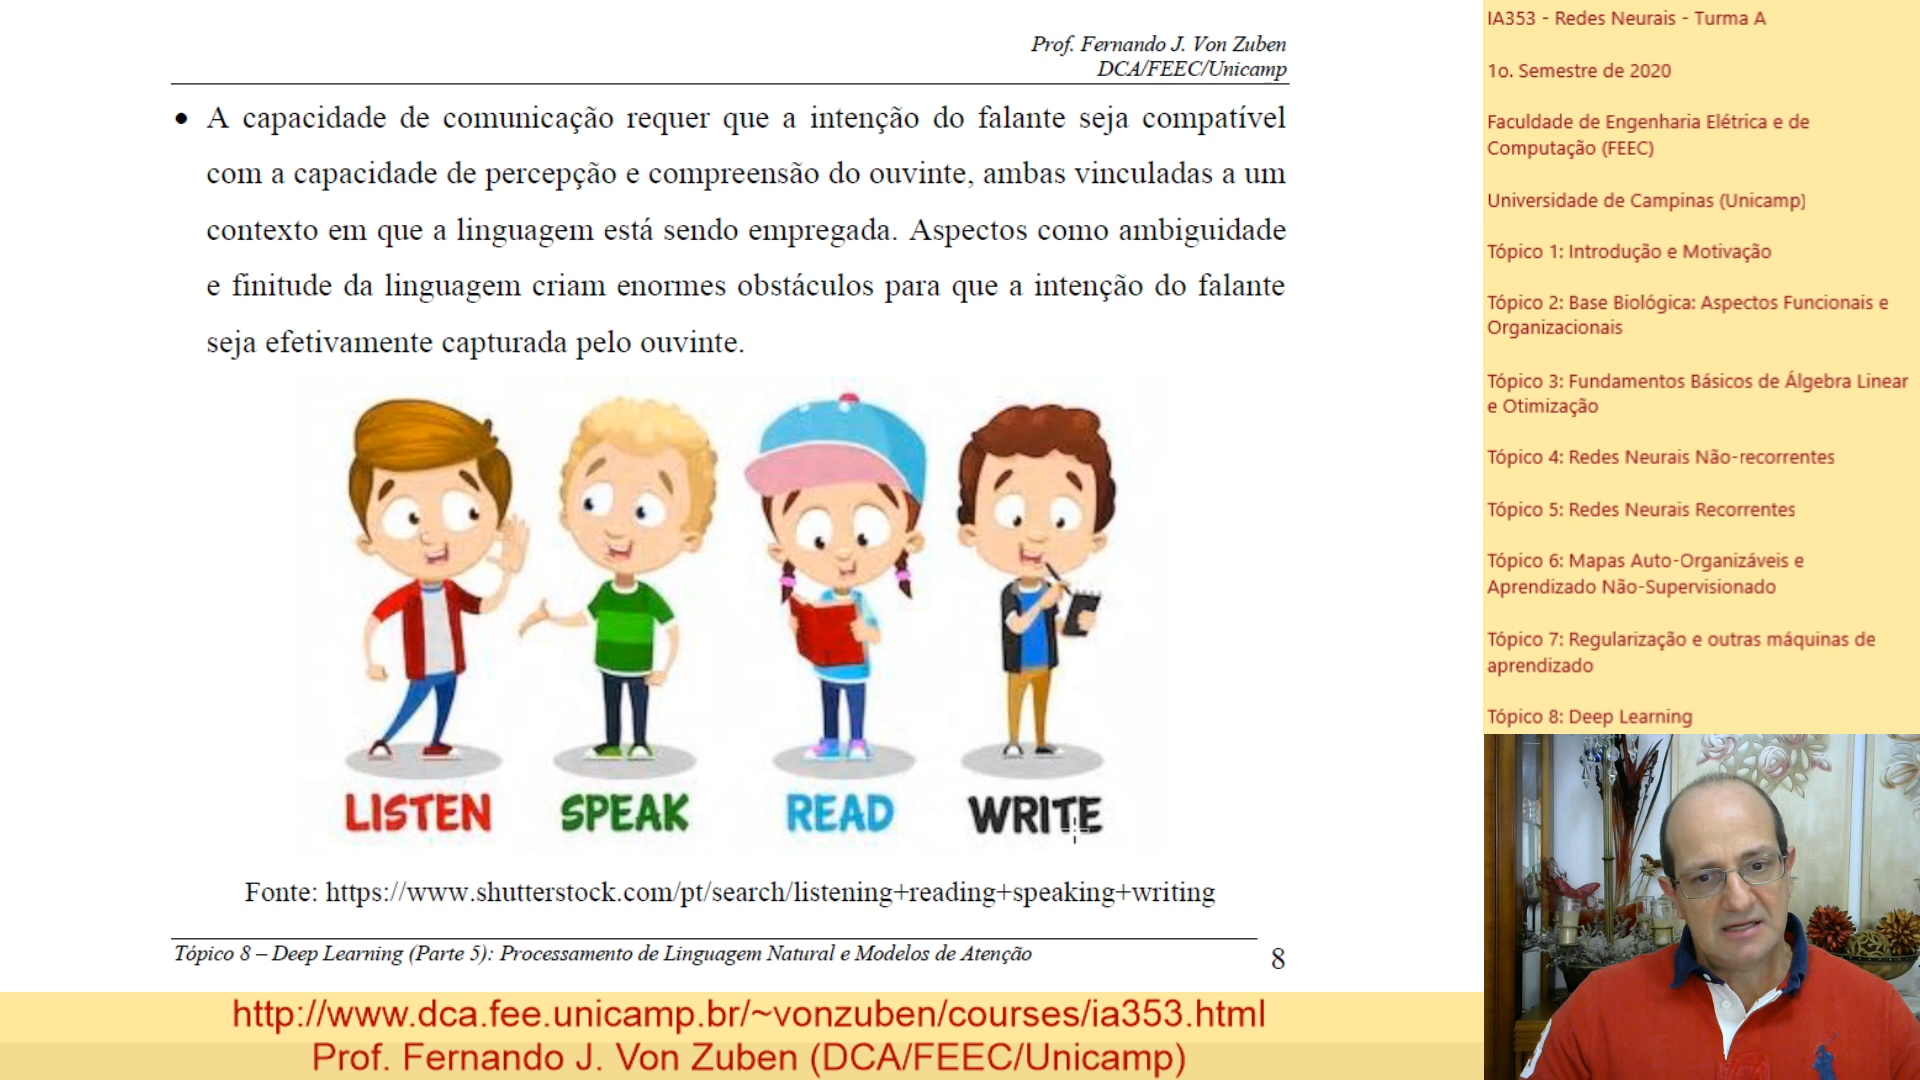 Prof. Fernando J. Von Zuben
DCA/FEEC/Unicamp
• A capacidade de comunicação requer que a intenção do falante seja compatível
com a capacidade de percepção e compreensão do ouvinte, ambas vinculadas a um
contexto em que a linguagem está sendo empregada. Aspectos como ambiguidade
e finitude da linguagem criam enormes obstáculos para que a intenção do falante
seja efetivamente capturada pelo ouvinte.
LISTEN SPEAK READ WRITE
Fonte: https://www.shutterstock.com/pt/search/listening+reading+speaking+writing
Tópico 8 – Deep Learning (Parte 5): Processamento de Linguagem Natural e Modelos de Atenção
8
http://www.dca.fee.unicamp.br/~vonzuben/courses/ia353.html
Prof. Fernando J. Von Zuben (DCA/FEEC/Unicamp)
IA353 - Redes Neurais - Turma A
1o. Semestre de 2020
Faculdade de Engenharia Elétrica e de
Computação (FEEC)
Universidade de Campinas (Unicamp)
Tópico 1: Introdução e Motivação
Tópico 2: Base Biológica: Aspectos Funcionais e
Organizacionais
Tópico 3: Fundamentos Básicos de Álgebra Linear
e Otimização
Tópico 4: Redes Neurais Não-recorrentes
Tópico 5: Redes Neurais Recorrentes
Tópico 6: Mapas Auto-Organizáveis e
Aprendizado Não-Supervisionado
Tópico 7: Regularização e outras máquinas de
aprendizado
Tópico 8: Deep Learning